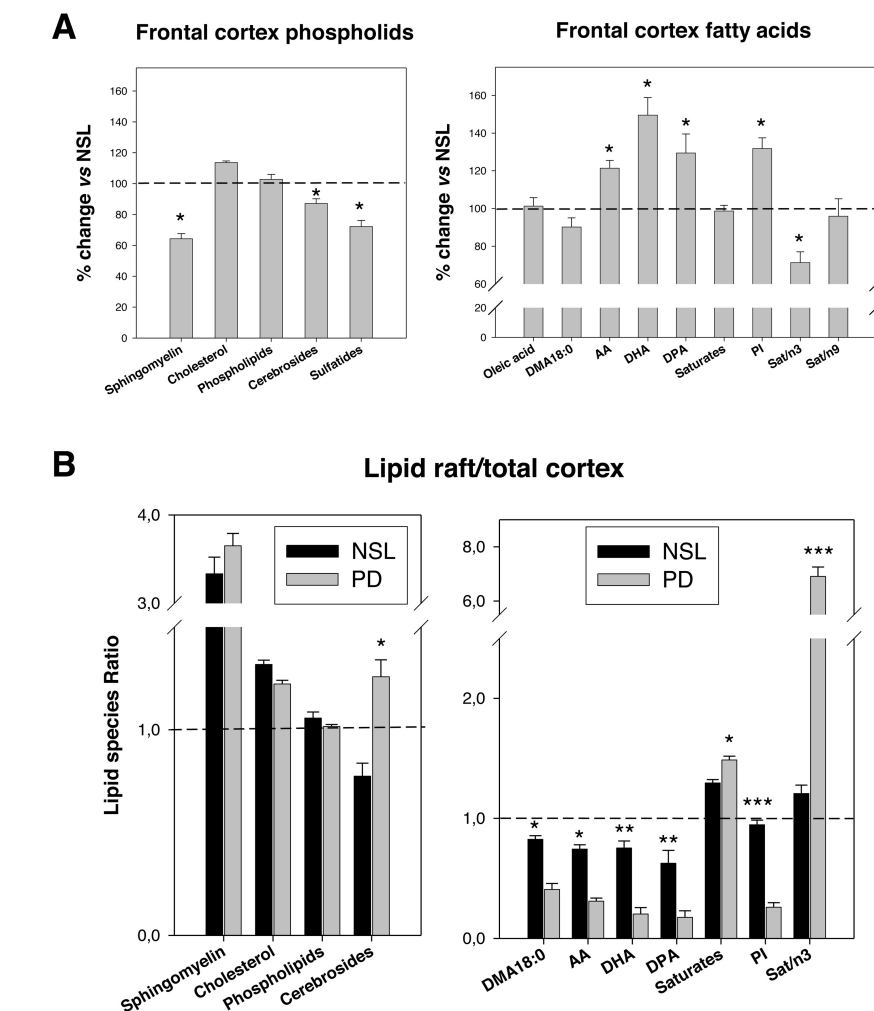 A
Frontal cortex phospholids
Frontal cortex fatty acids
% change vs NSL
160
140
120
100
80
60
40
20
0
*
*
*
Sphingomyelin
Cholesterol
Phospholipids
Cerebrosides
Sulfatides
% change vs NSL
160
140
120
100
80
60
20
0
*
*
*
*
*
Oleic acid
DMA18:0
AA
DHA
DPA
Saturates
PI
Sat/n3
Sat/n9
B
Lipid raft/total cortex
Lipid species Ratio
4,0
3,0
1,0
0,0
NSL
PD
*
Sphingomyelin
Cholesterol
Phospholipids
Cerebrosides
8,0
6,0
2,0
1,0
0,0
NSL
PD
*
*
**
**
*
***
***
DMA18:0
AA
DHA
DPA
Saturates
PI
Sat/n3